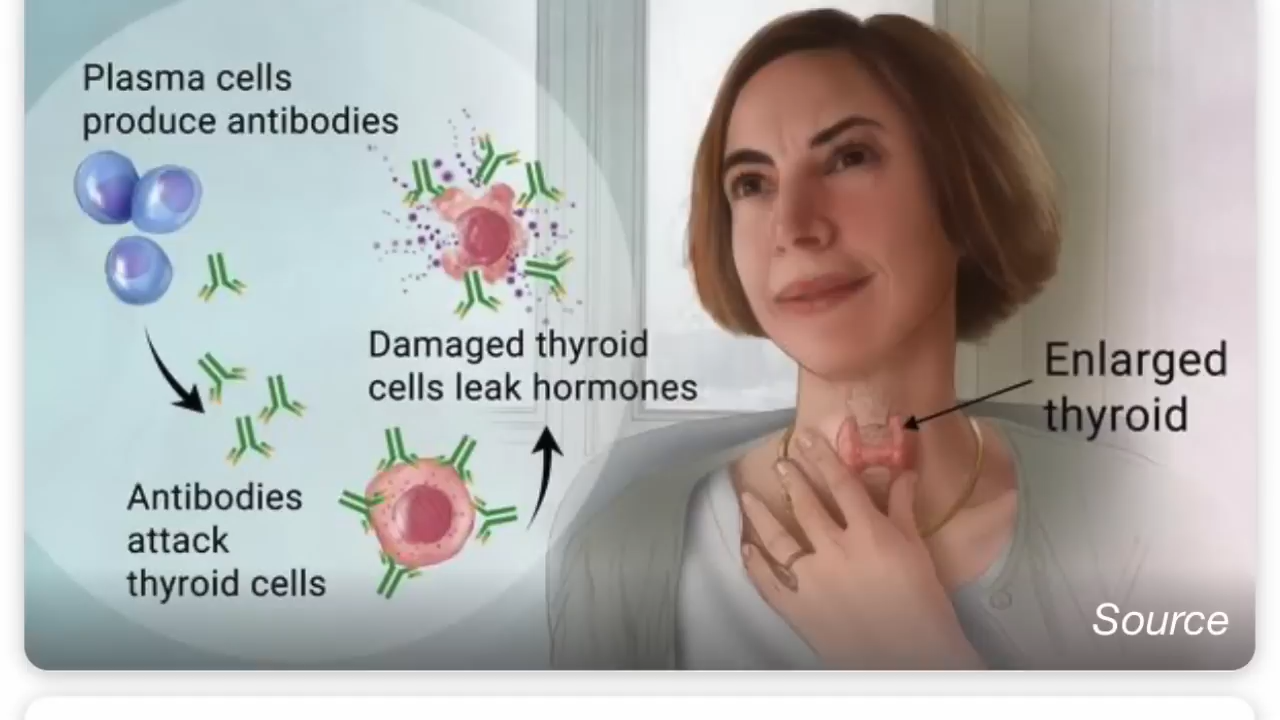 Plasma cells
produce antibodies
Damaged thyroid
cells leak hormones
Antibodies
attack
thyroid cells
Enlarged
thyroid
Source